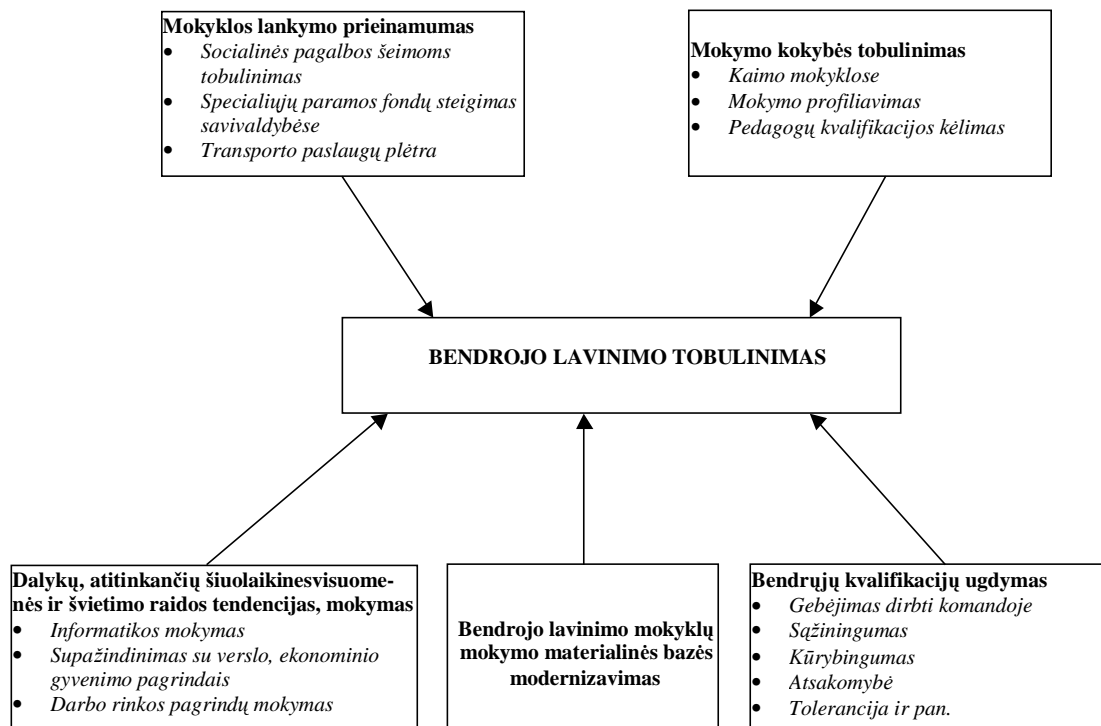 Mokyklos lankymo prieinamumas
• Socialinės pagalbos šeimoms
tobulinimas
• Specialiųjų paramos fondų steigimas
savivaldybėse
• Transporto paslaugų plėtra
Mokymo kokybės tobulinimas
• Kaimo mokyklose
• Mokymo profiliavimas
• Pedagogų kvalifikacijos kėlimas
BENDROJO LAVINIMO TOBULINIMAS
Dalykų, atitinkančių šiuolaikinesvisuome-
nės ir švietimo raidos tendencijas, mokymas
• Informatikos mokymas
• Supažindinimas su verslo, ekonominio
gyvenimo pagrindais
• Darbo rinkos pagrindų mokymas
Bendrojo lavinimo mokyklų
mokymo materialinės bazės
modernizavimas
Bendrųjų kvalifikacijų ugdymas
• Gebėjimas dirbti komandoje
• Sąžiningumas
• Kūrybingumas
• Atsakomybė
• Tolerancija ir pan.